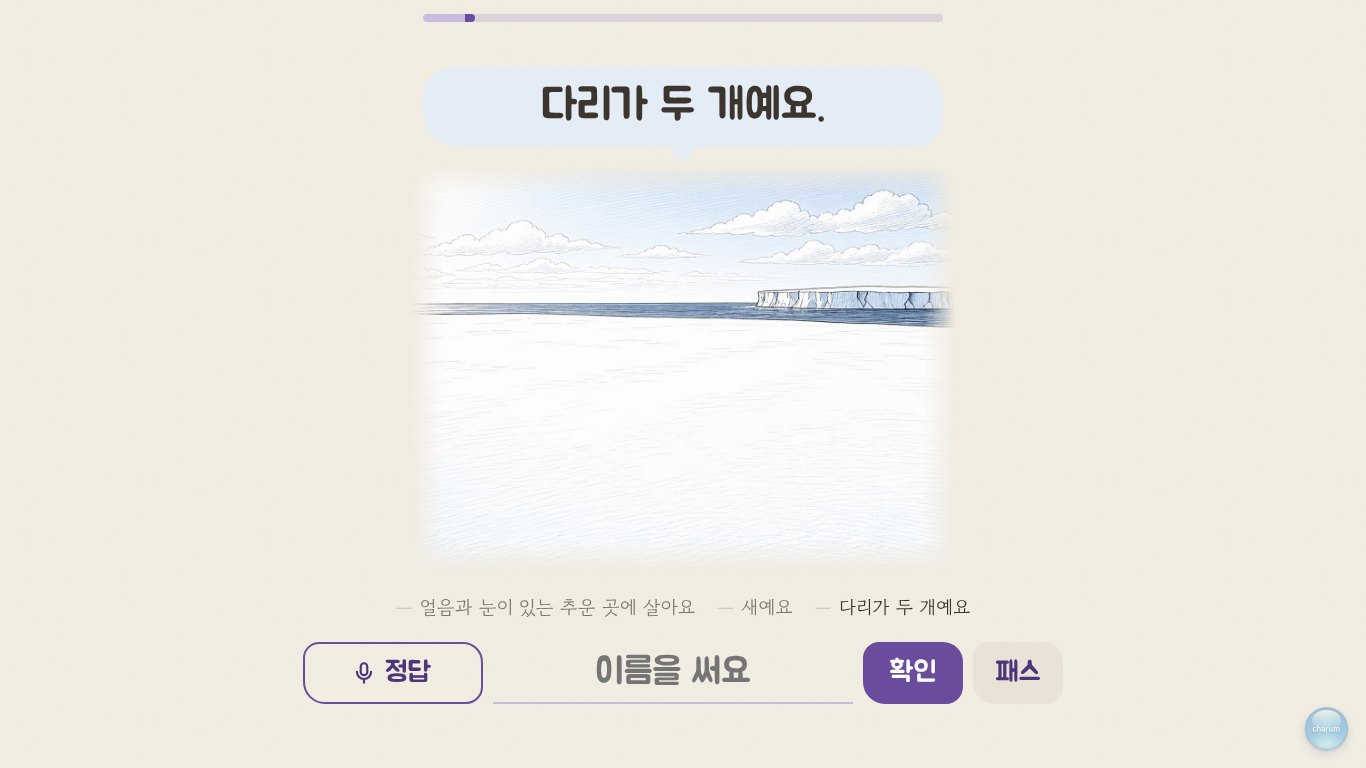 다리가 두 개예요.
— 얼음과 눈이 있는 추운 곳에 살아요 — 새예요 — 다리가 두 개예요
정답 이름을 써요 확인 패스
charum